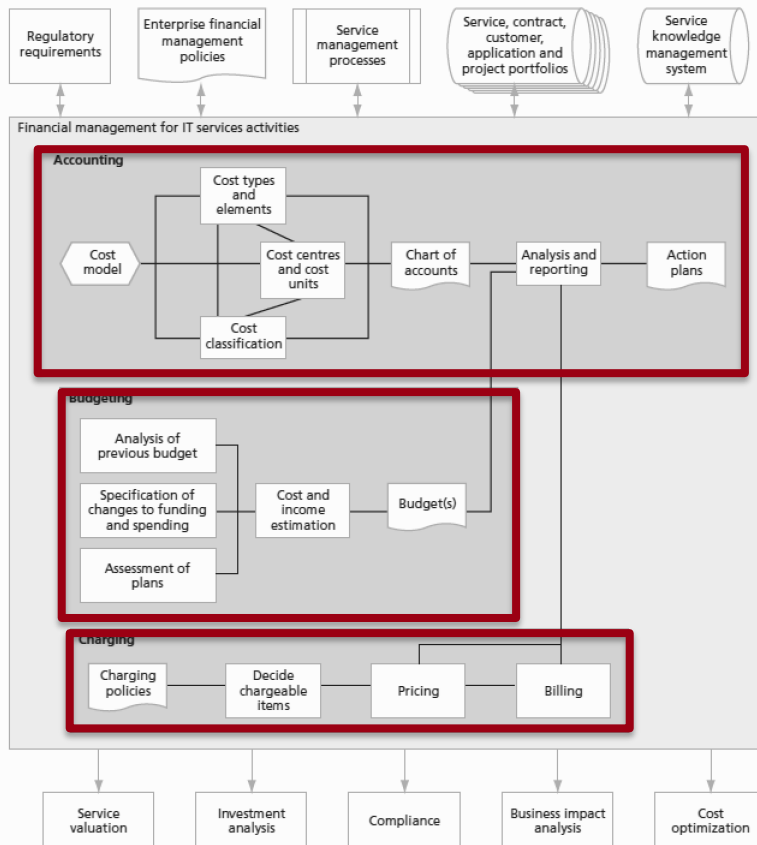 Regulatory
requirements
Enterprise financial
management
policies
Service
management
processes
Service, contract,
customer,
application and
project portfolios
Service
knowledge
management
system
Financial management for IT services activities
Accounting
Cost types
and
elements
Cost
model
Cost centres
and cost
units
Cost
classification
Chart of
accounts
Analysis and
reporting
Action
plans
Budgeting
Analysis of
previous budget
Specification of
changes to funding
and spending
Assessment of
plans
Cost and
income
estimation
Budget(s)
Charging
Charging
policies
Decide
chargeable
items
Pricing
Billing
Service
valuation
Investment
analysis
Compliance
Business impact
analysis
Cost
optimization